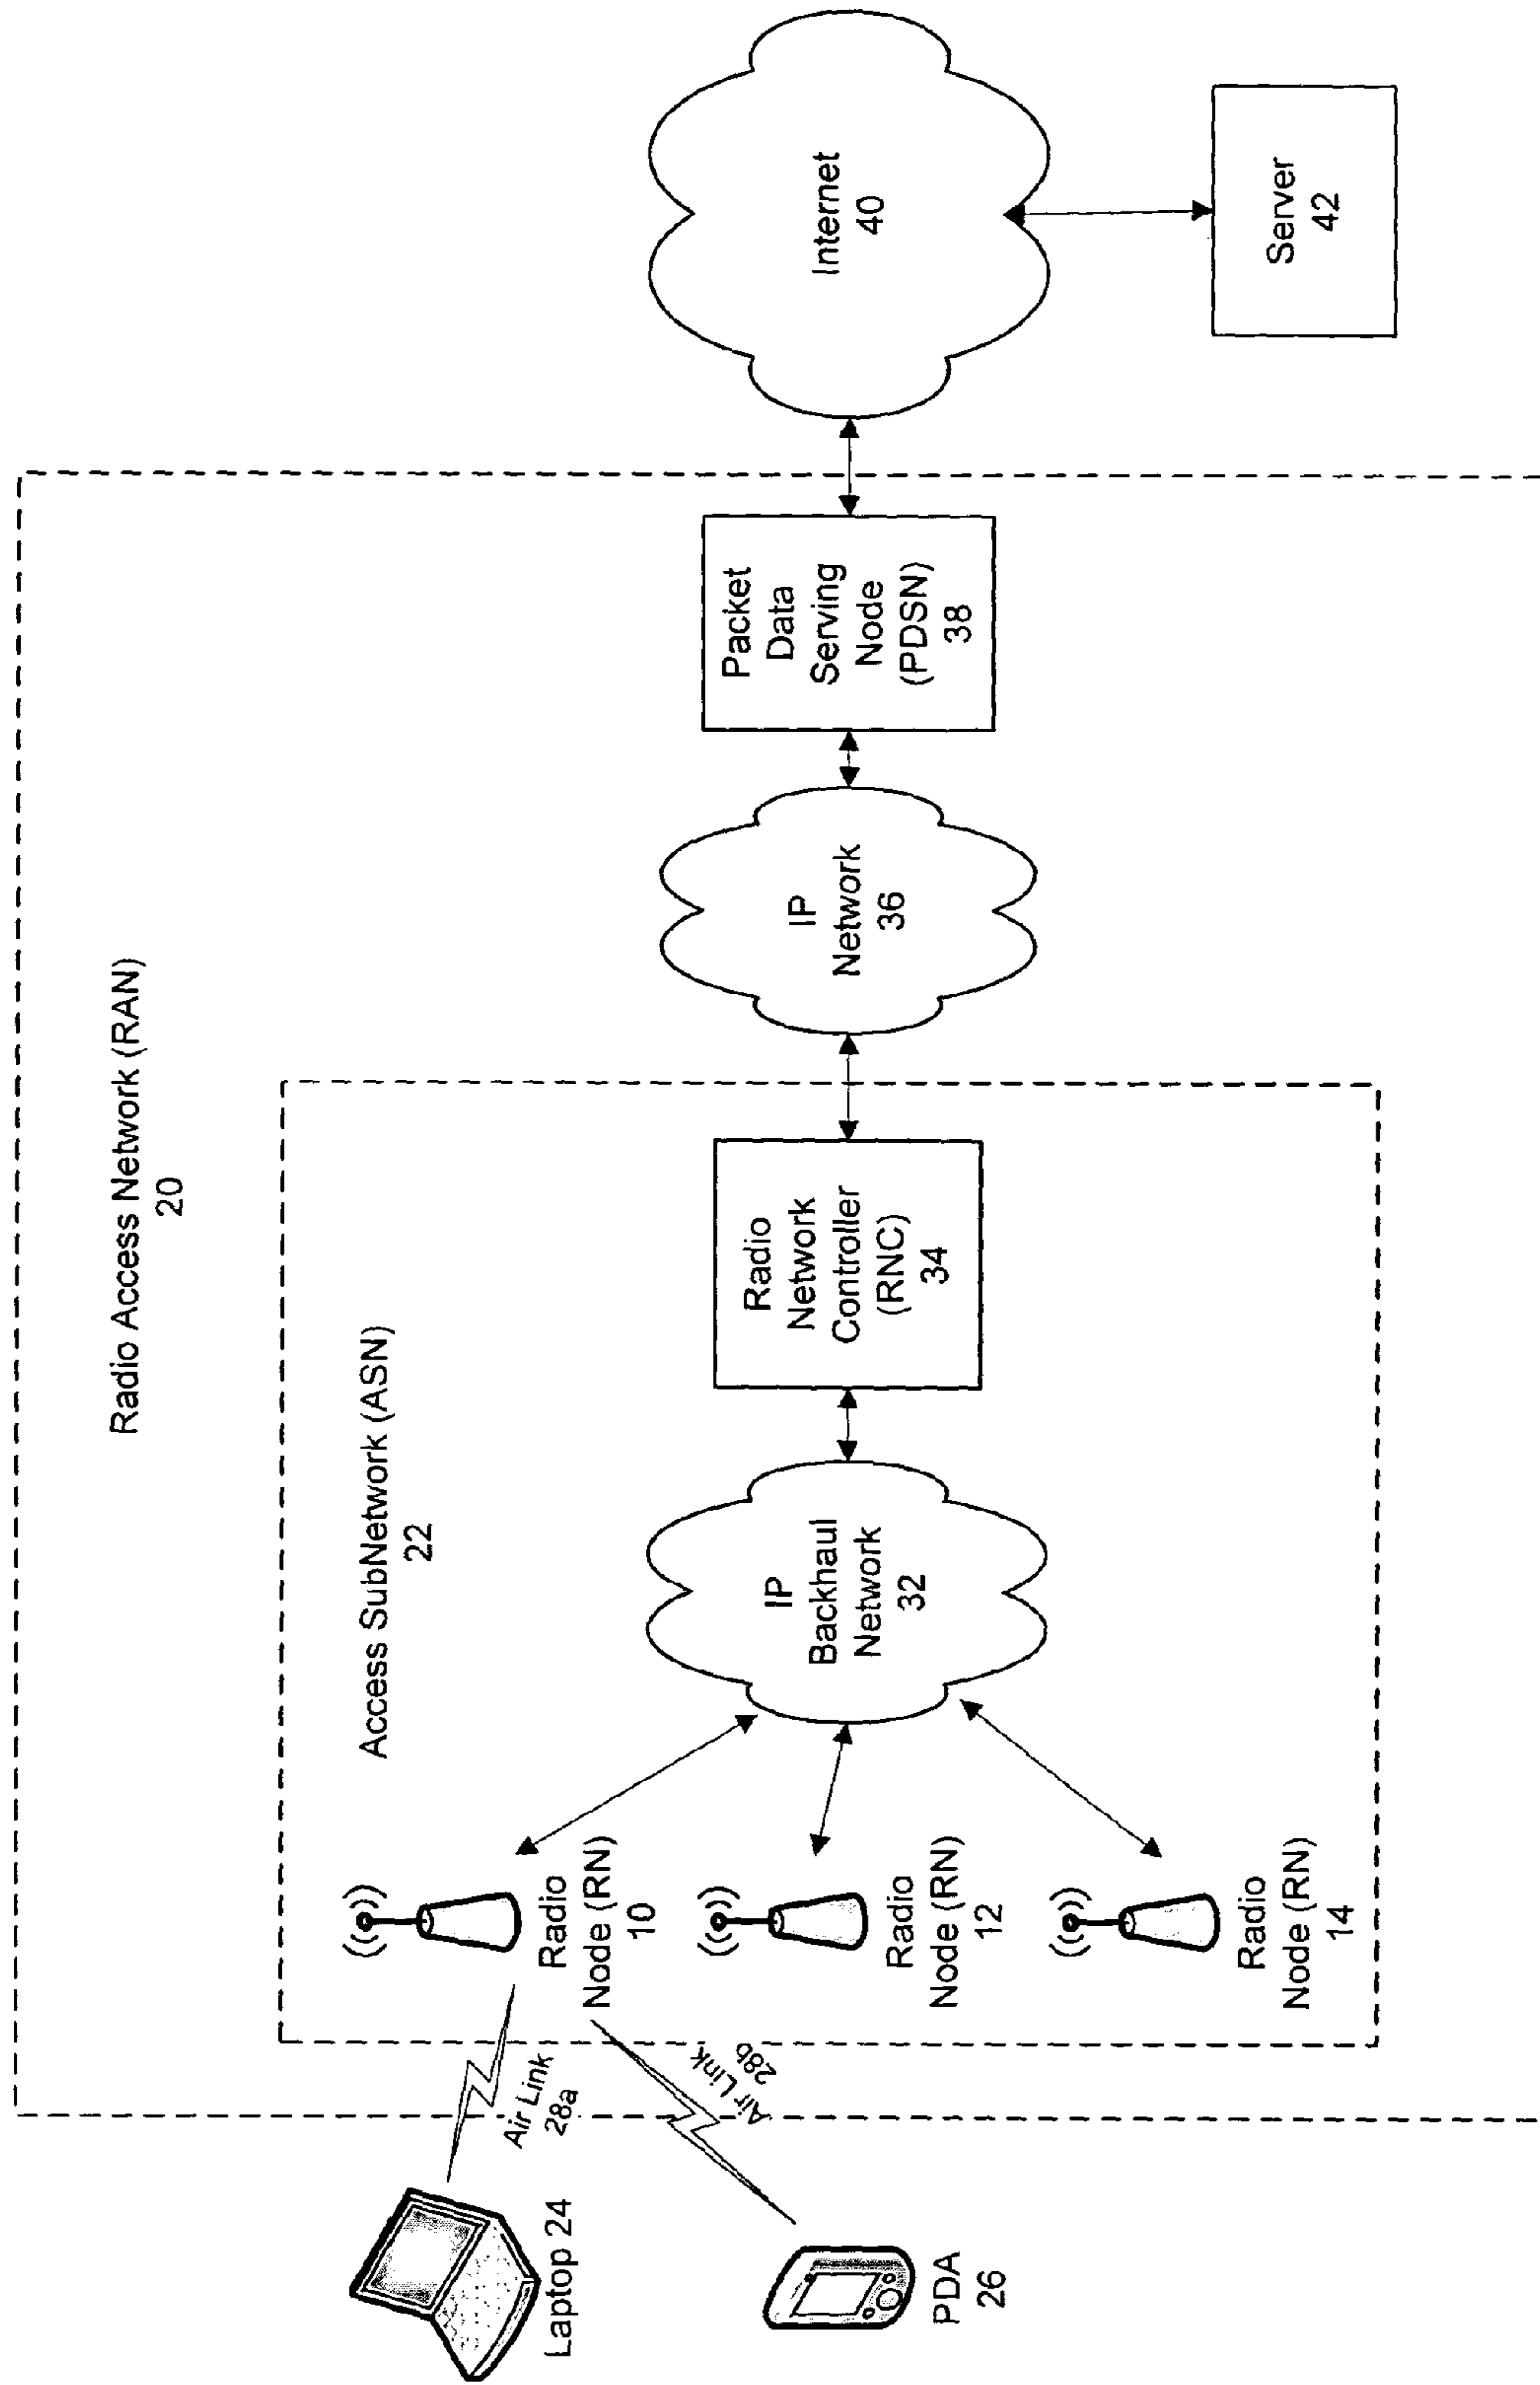 Radio Access Network (RAN)
20
Access SubNetwork (ASN)
22
Laptop 24
Air Link
28a
PDA
26
Air Link
28b
Radio
Node (RN)
10
Radio
Node (RN)
12
Radio
Node (RN)
14
IP
Backhaul
Network
32
Radio
Network
Controller
(RNC)
34
IP
Network
36
Packet
Data
Serving
Node
(PDSN)
38
Internet
40
Server
42